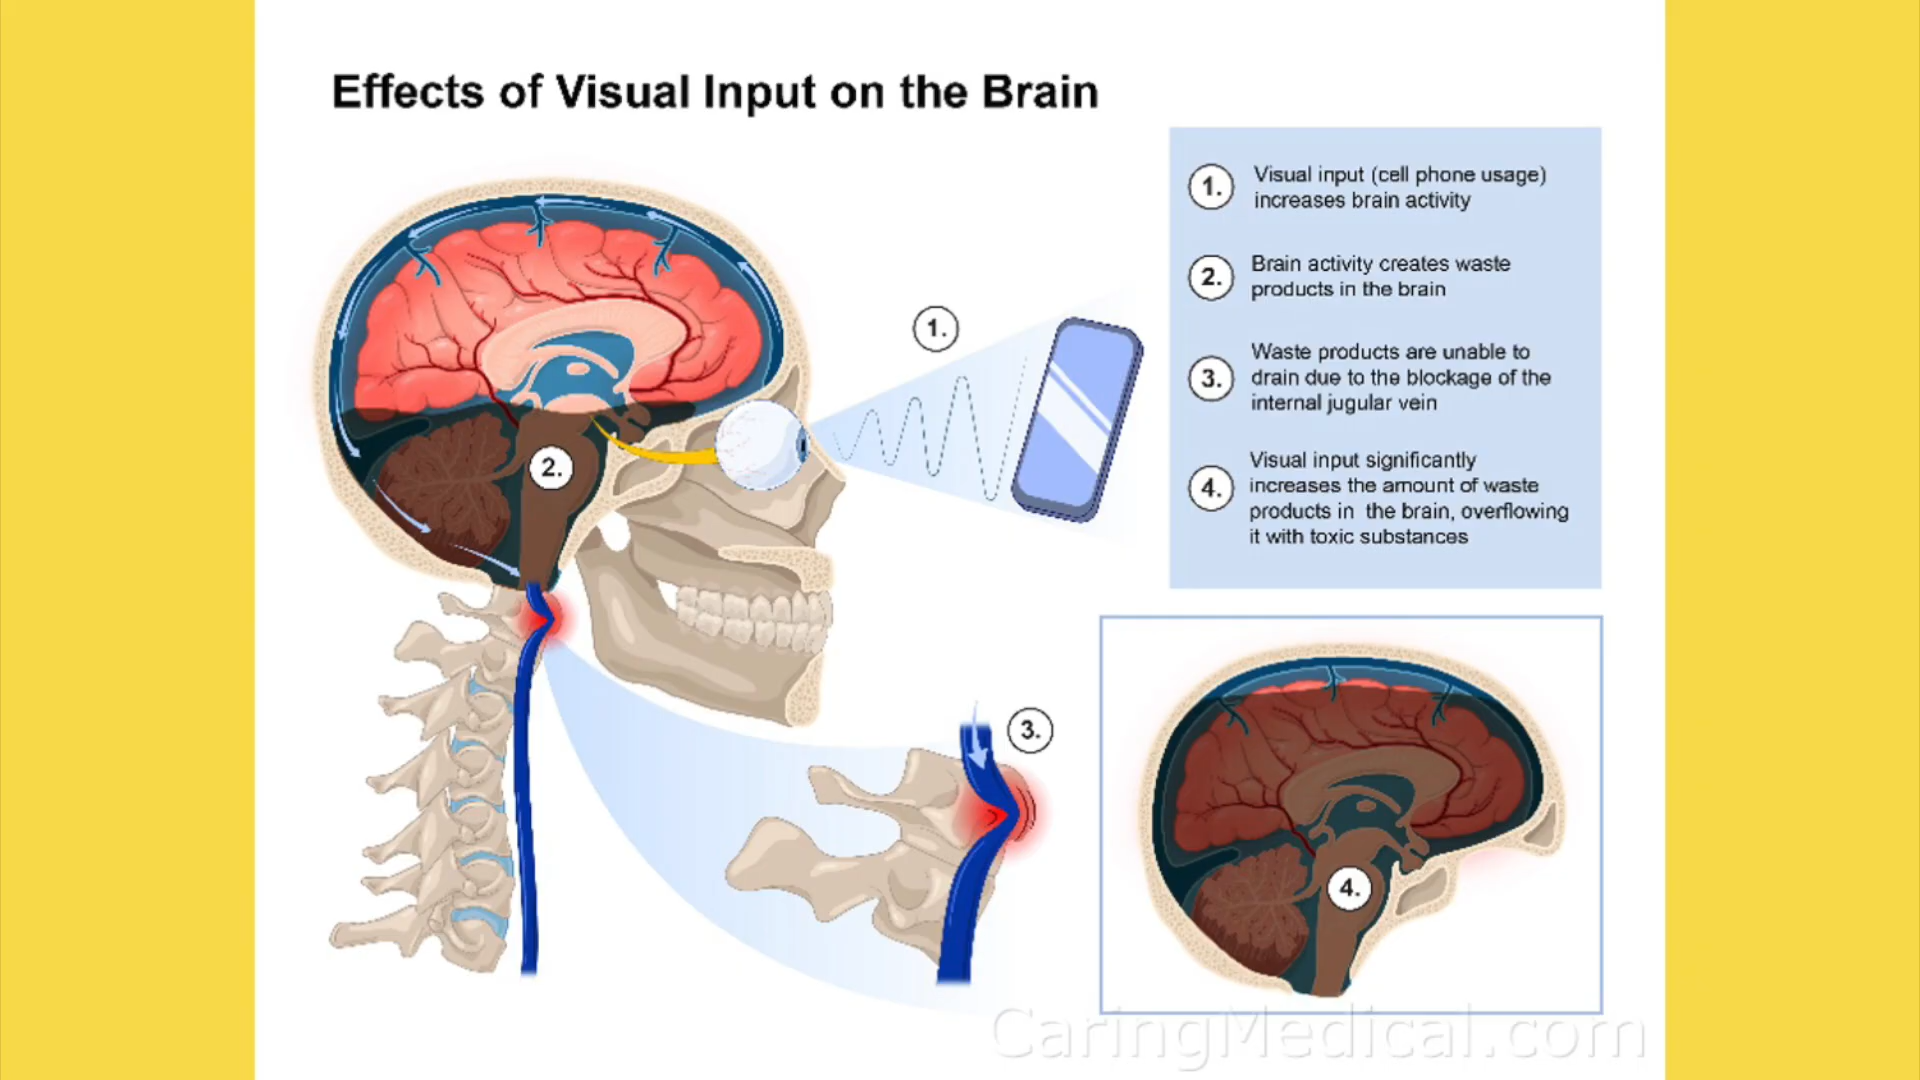 Effects of Visual Input on the Brain
1.
Visual input (cell phone usage)
increases brain activity
2.
Brain activity creates waste
products in the brain
3.
Waste products are unable to
drain due to the blockage of the
internal jugular vein
4.
Visual input significantly
increases the amount of waste
products in the brain, overflowing
it with toxic substances
1.
2.
3.
4.
CaringMedical.com